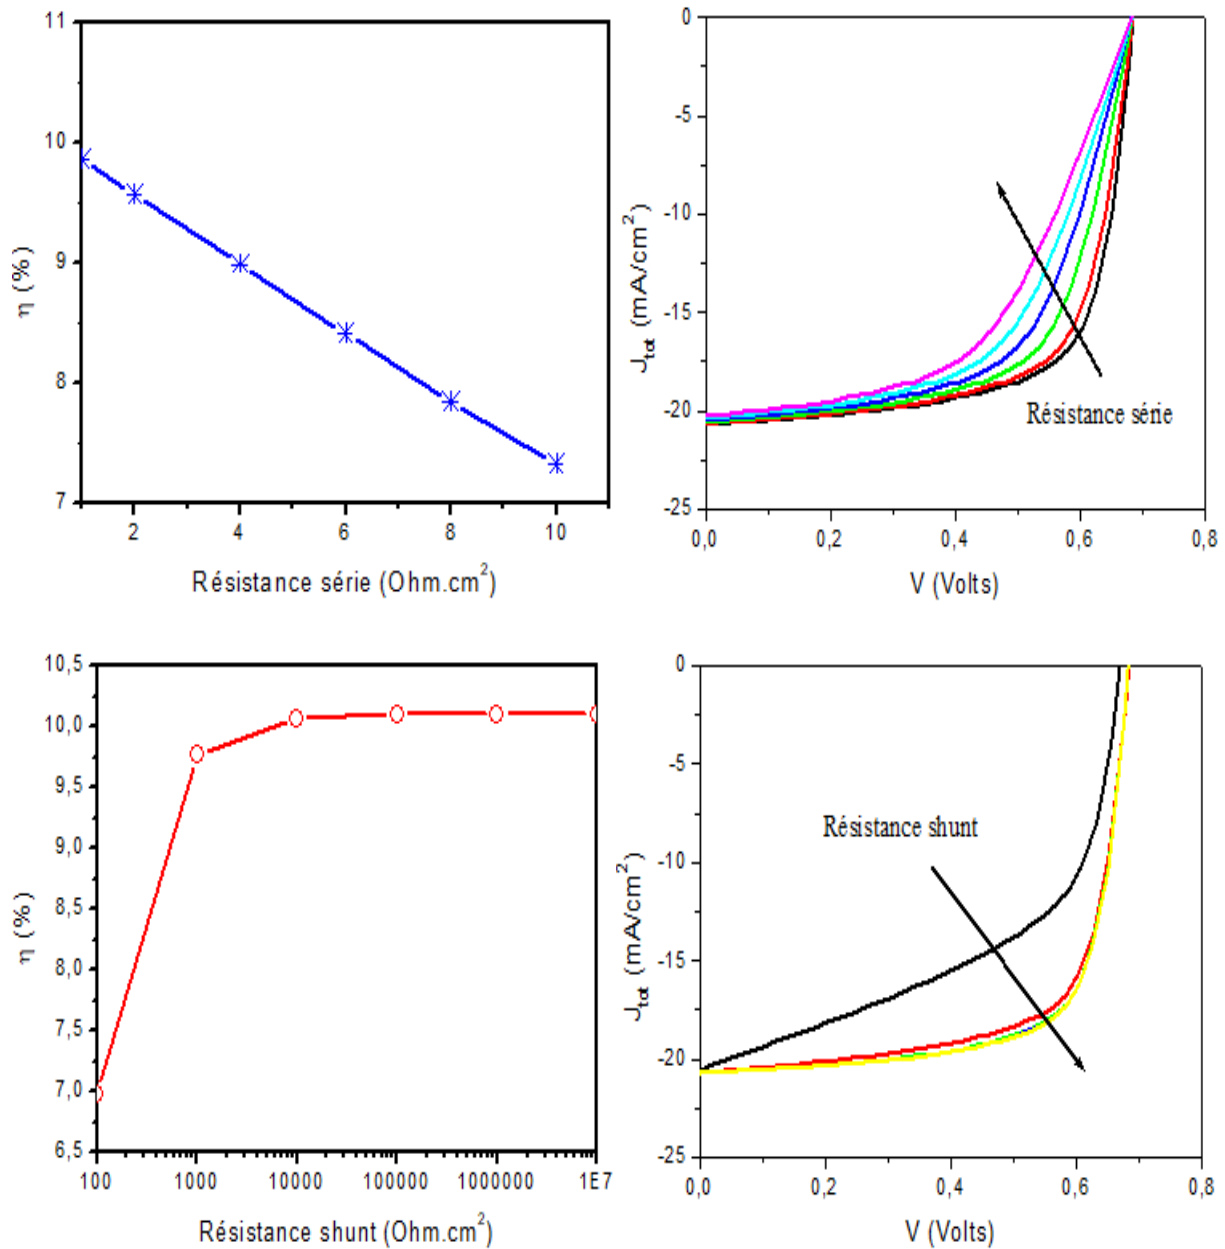 11
10
9
8
7
η (%)
2 4 6 8 10
Résistance série (Ohm.cm²)
0
-5
-10
-15
-20
-25
J_tot (mA/cm²)
Résistance série
0,0 0,2 0,4 0,6 0,8
V (Volts)
10,5
10,0
9,5
9,0
8,5
8,0
7,5
7,0
6,5
η (%)
100 1000 10000 100000 1000000 1E7
Résistance shunt (Ohm.cm²)
0
-5
-10
-15
-20
-25
J_tot (mA/cm²)
Résistance shunt
0,0 0,2 0,4 0,6 0,8
V (Volts)